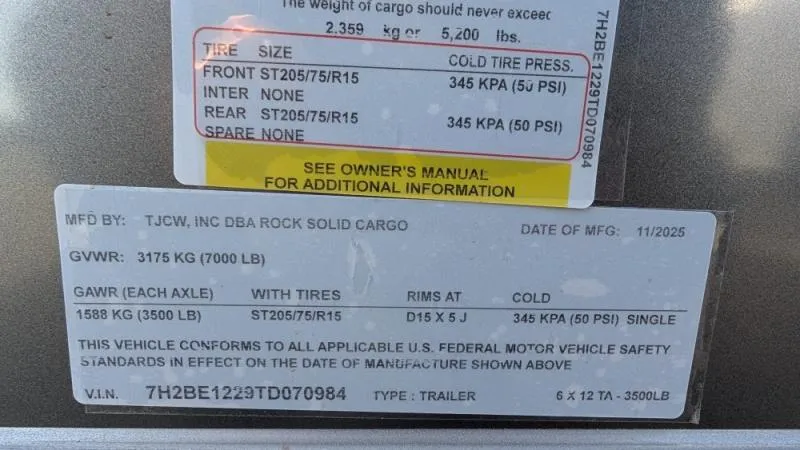 The weight of cargo should never exceed
2.359 kg or 5,200 lbs.
TIRE SIZE COLD TIRE PRESS.
FRONT ST205/75/R15 345 KPA (50 PSI)
INTER NONE
REAR ST205/75/R15 345 KPA (50 PSI)
SPARE NONE
7H2BE1229TD070984
SEE OWNER'S MANUAL
FOR ADDITIONAL INFORMATION
MFD BY: TJCW, INC DBA ROCK SOLID CARGO DATE OF MFG: 11/2025
GVWR: 3175 KG (7000 LB)
GAWR (EACH AXLE) WITH TIRES RIMS AT COLD
1588 KG (3500 LB) ST205/75/R15 D15 X 5 J 345 KPA (50 PSI) SINGLE
THIS VEHICLE CONFORMS TO ALL APPLICABLE U.S. FEDERAL MOTOR VEHICLE SAFETY
STANDARDS IN EFFECT ON THE DATE OF MANUFACTURE SHOWN ABOVE
V.I.N. 7H2BE1229TD070984 TYPE : TRAILER 6 X 12 TA - 3500LB